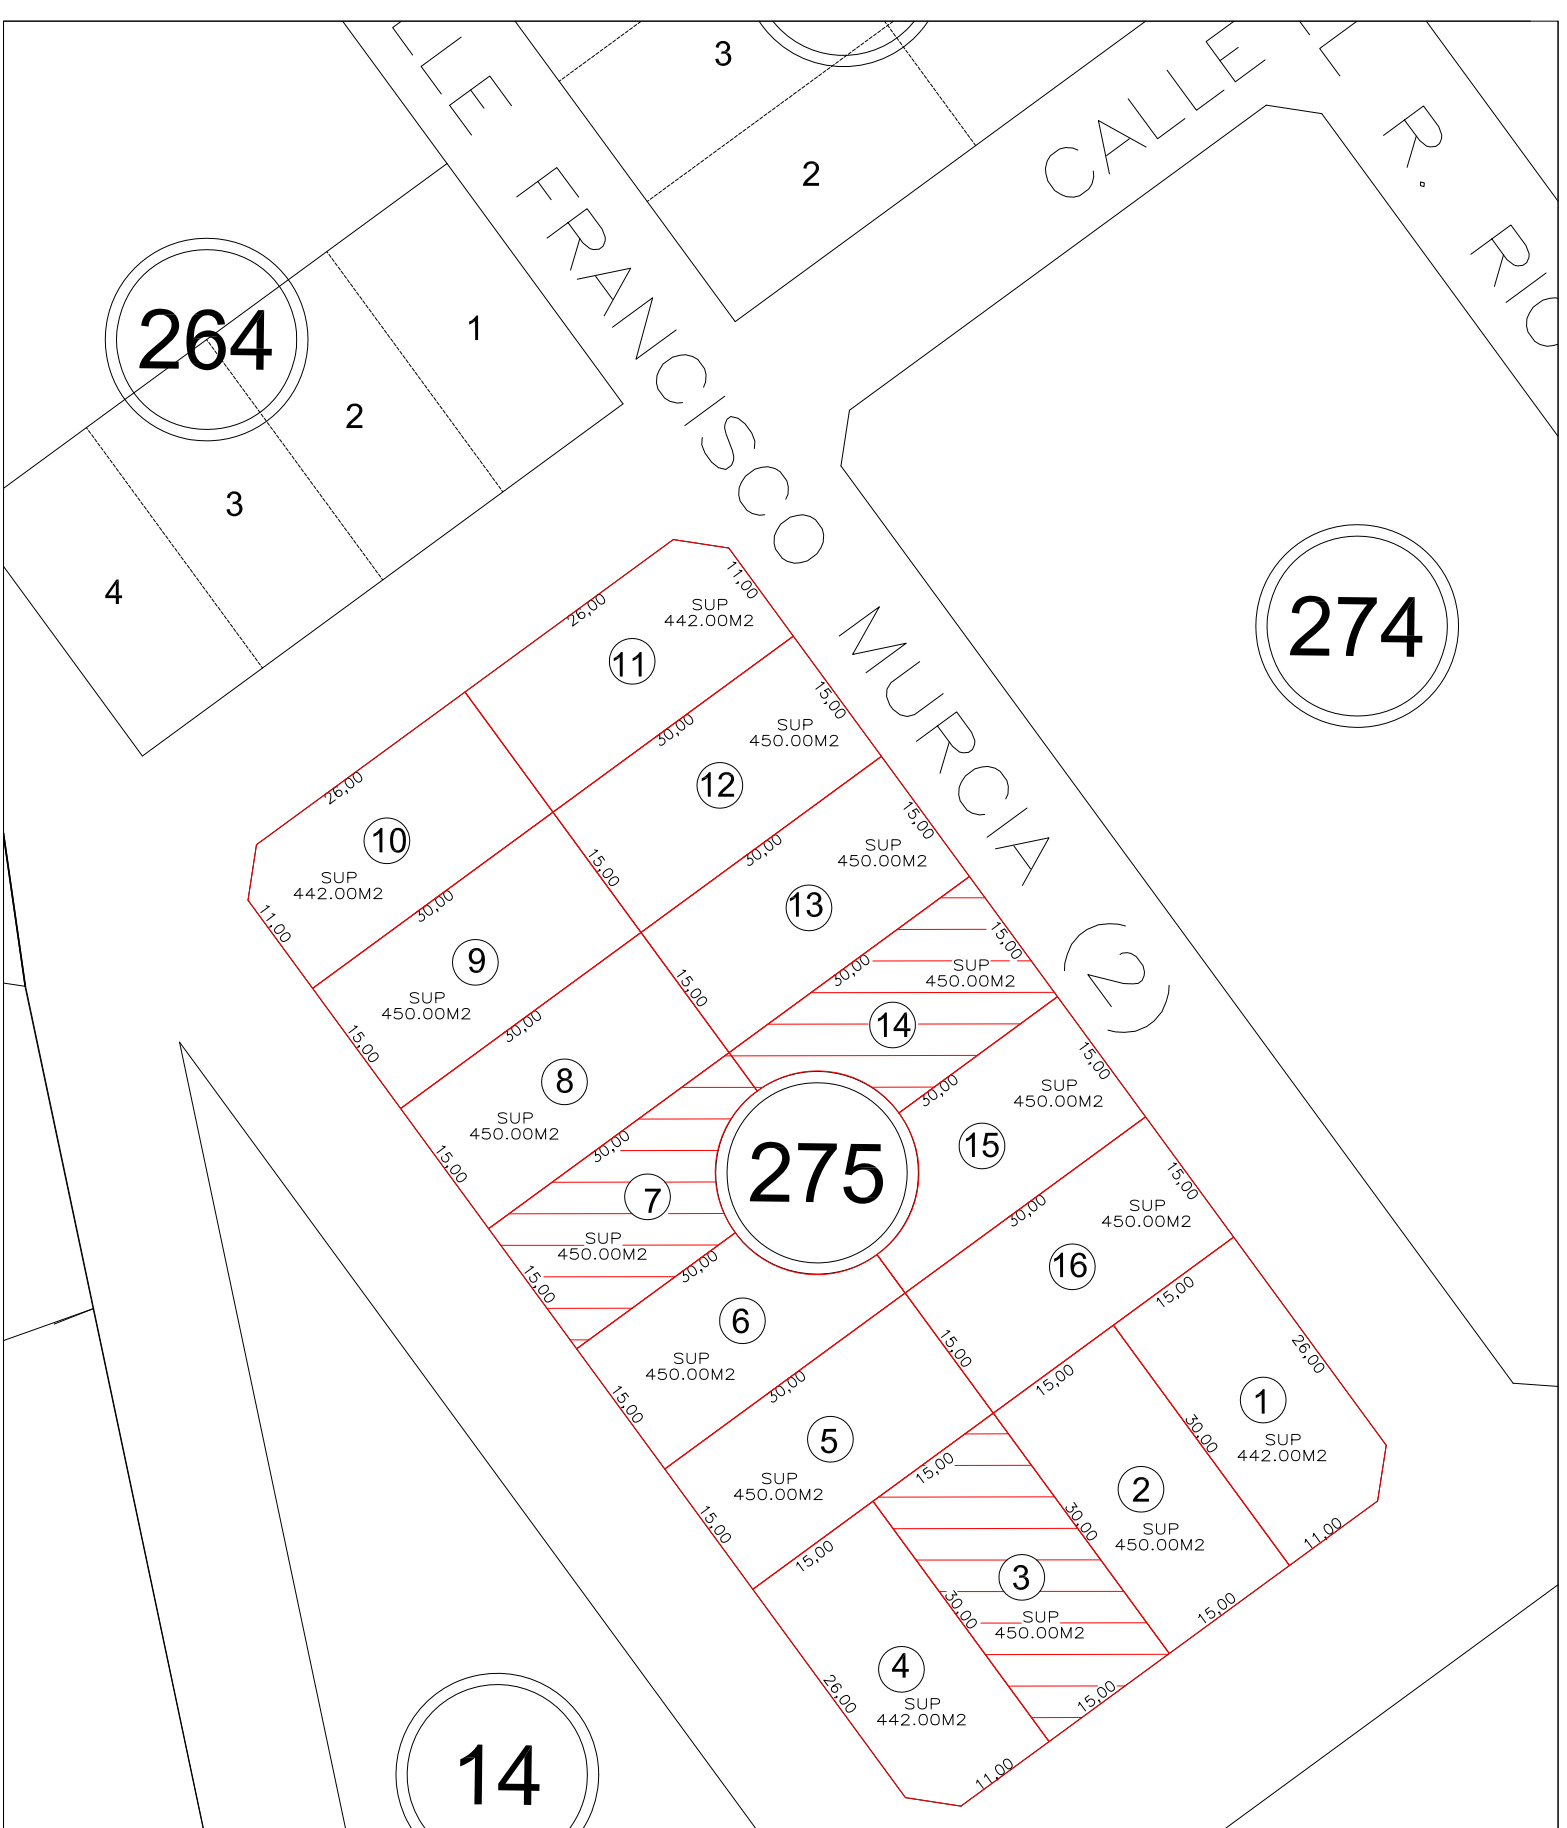 3
2
CALLE
L R. RIO
LLE FRANCISCO MURCIA (2)
264
1
2
3
4
274
11,00
26,00
SUP
442.00M2
11
15,00
30,00
SUP
450.00M2
12
26,00
10
SUP
442.00M2
11,00
15,00
15,00
30,00
SUP
450.00M2
13
30,00
9
SUP
450.00M2
15,00
15,00
15,00
30,00
SUP
450.00M2
14
30,00
8
SUP
450.00M2
15,00
15,00
30,00
SUP
450.00M2
15
275
30,00
7
SUP
450.00M2
15,00
15,00
30,00
SUP
450.00M2
16
30,00
6
SUP
450.00M2
15,00
15,00
15,00
26,00
1
SUP
442.00M2
11,00
15,00
30,00
2
SUP
450.00M2
15,00
30,00
5
SUP
450.00M2
15,00
15,00
30,00
3
SUP
450.00M2
15,00
15,00
30,00
4
SUP
442.00M2
26,00
11,00
14